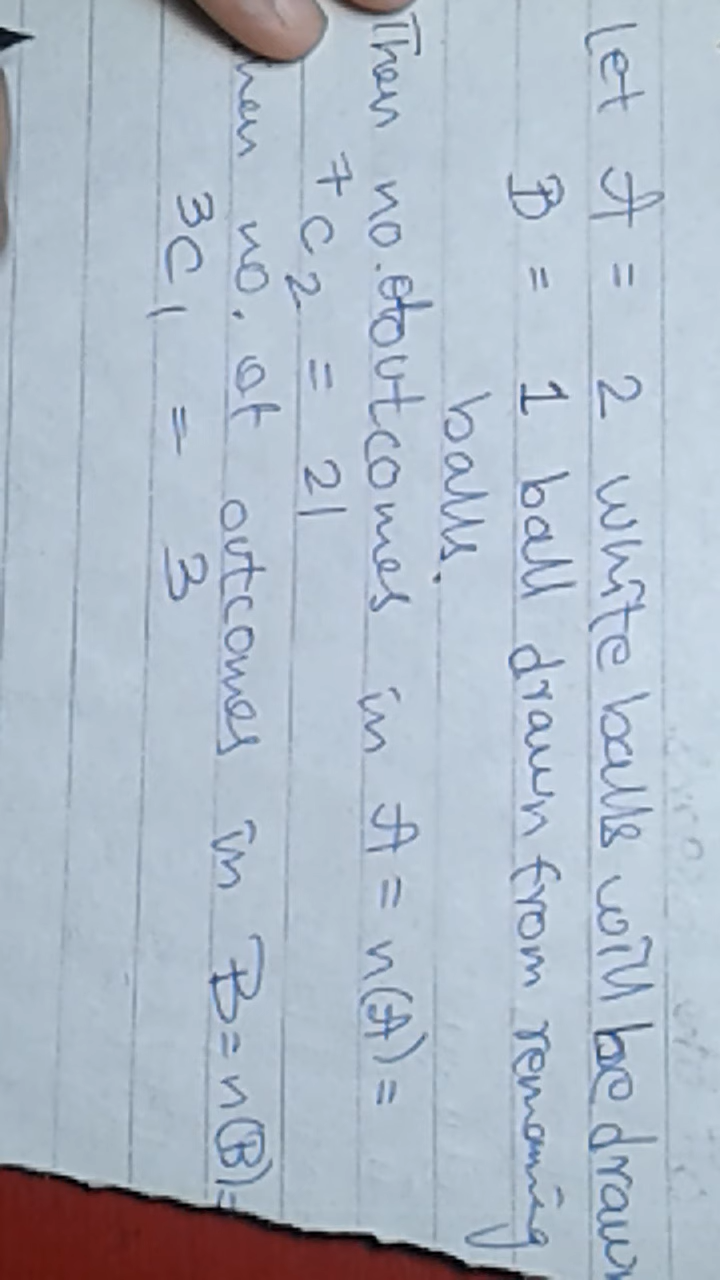 Let A = 2 white balls will be drawn
B = 1 ball drawn from remaining
balls.
Then no. of outcomes in A = n(A) =
7C2 = 21
hen no. of outcomes in B = n(B) =
3C1 = 3